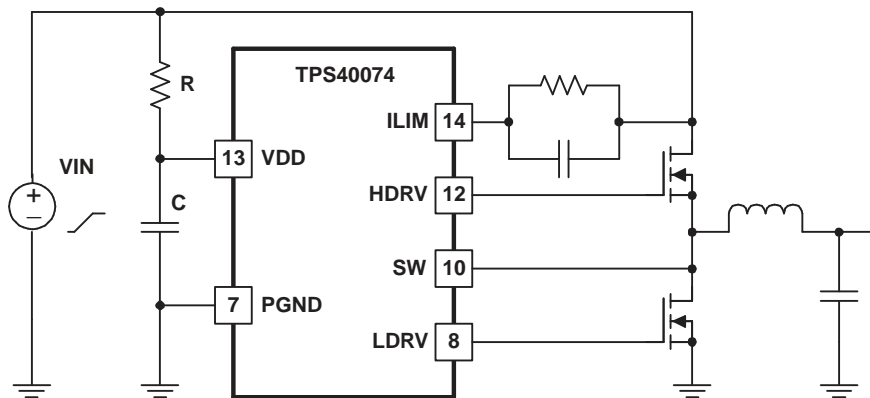 TPS40074
R
ILIM 14
13 VDD
VIN
HDRV 12
C
+
−
SW 10
7 PGND
LDRV 8